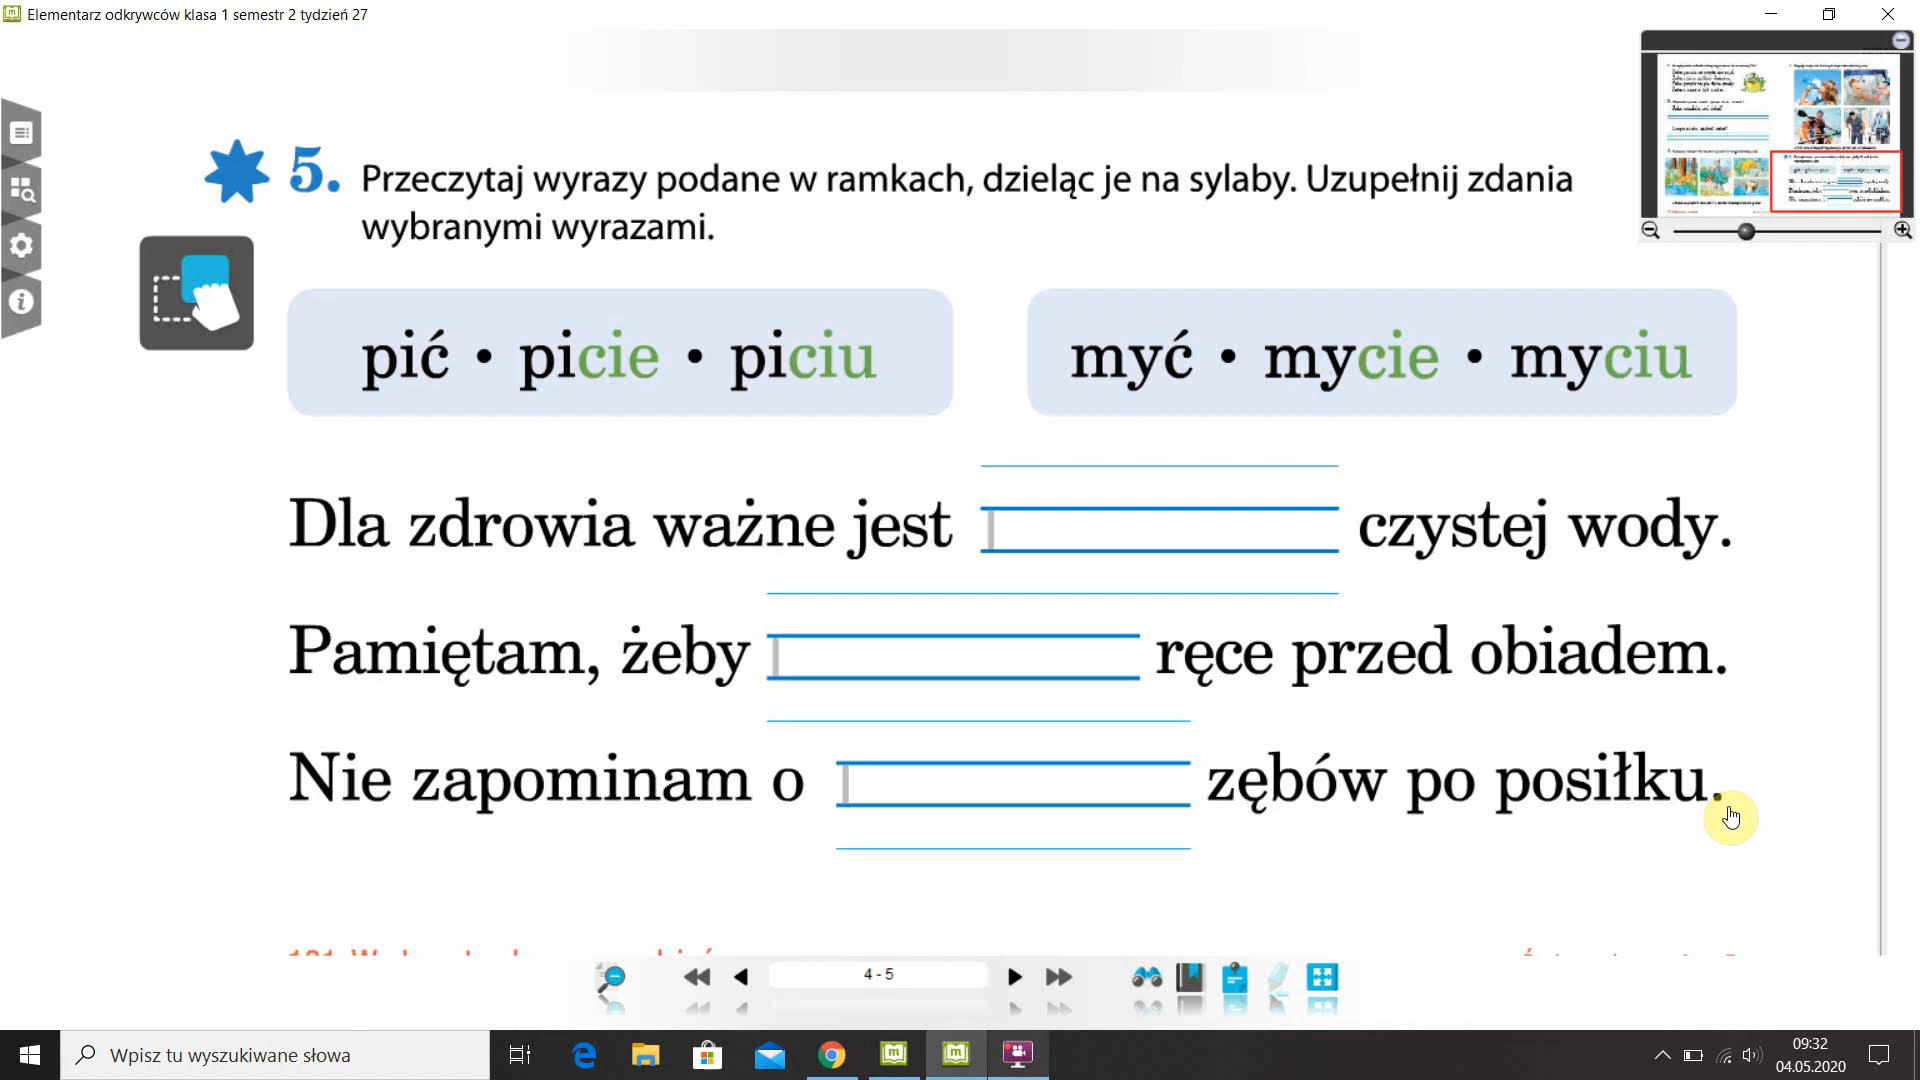 Elementarz odkrywców klasa 1 semestr 2 tydzień 27
5. Przeczytaj wyrazy podane w ramkach, dzieląc je na sylaby. Uzupełnij zdania
wybranymi wyrazami.
pić • picie • piciu
myć • mycie • myciu
Dla zdrowia ważne jest czystej wody.
Pamiętam, żeby ręce przed obiadem.
Nie zapominam o zębów po posiłku.
4 - 5
Wpisz tu wyszukiwane słowa
09:32
04.05.2020